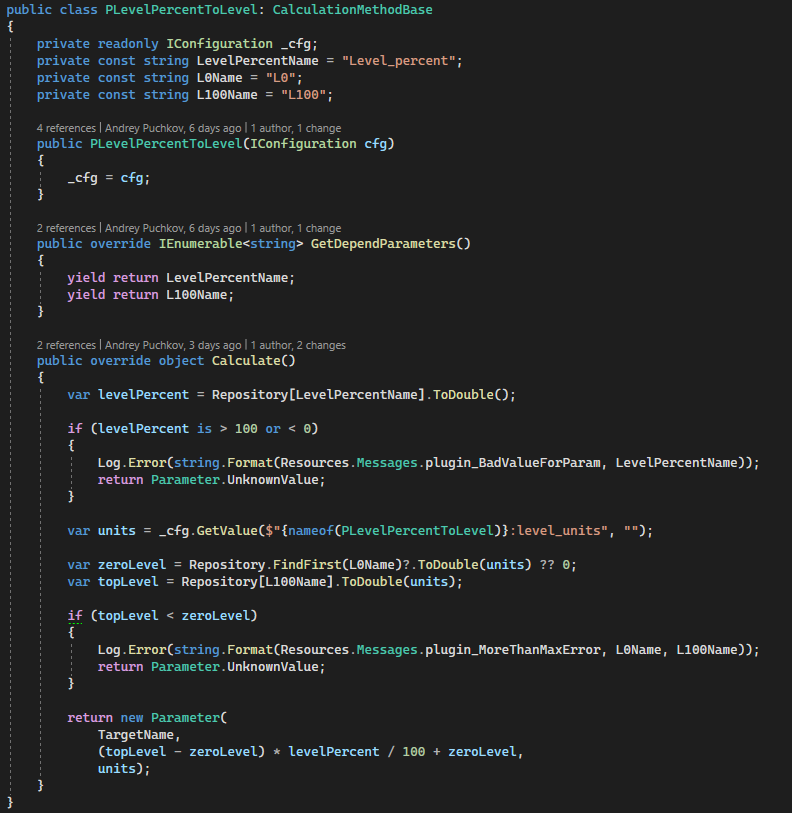 public class PLevelPercentToLevel: CalculationMethodBase
{
    private readonly IConfiguration _cfg;
    private const string LevelPercentName = "Level_percent";
    private const string L0Name = "L0";
    private const string L100Name = "L100";
    4 references | Andrey Puchkov, 6 days ago | 1 author, 1 change
    public PLevelPercentToLevel(IConfiguration cfg)
    {
        _cfg = cfg;
    }
    2 references | Andrey Puchkov, 6 days ago | 1 author, 1 change
    public override IEnumerable<string> GetDependParameters()
    {
        yield return LevelPercentName;
        yield return L100Name;
    }
    2 references | Andrey Puchkov, 3 days ago | 1 author, 2 changes
    public override object Calculate()
    {
        var levelPercent = Repository[LevelPercentName].ToDouble();
        if (levelPercent is > 100 or < 0)
        {
            Log.Error(string.Format(Resources.Messages.plugin_BadValueForParam, LevelPercentName));
            return Parameter.UnknownValue;
        }
        var units = _cfg.GetValue($"{nameof(PLevelPercentToLevel)}:level_units", "");
        var zeroLevel = Repository.FindFirst(L0Name)?.ToDouble(units) ?? 0;
        var topLevel = Repository[L100Name].ToDouble(units);
        if (topLevel < zeroLevel)
        {
            Log.Error(string.Format(Resources.Messages.plugin_MoreThanMaxError, L0Name, L100Name));
            return Parameter.UnknownValue;
        }
        return new Parameter(
            TargetName,
            (topLevel - zeroLevel) * levelPercent / 100 + zeroLevel,
            units);
    }
}